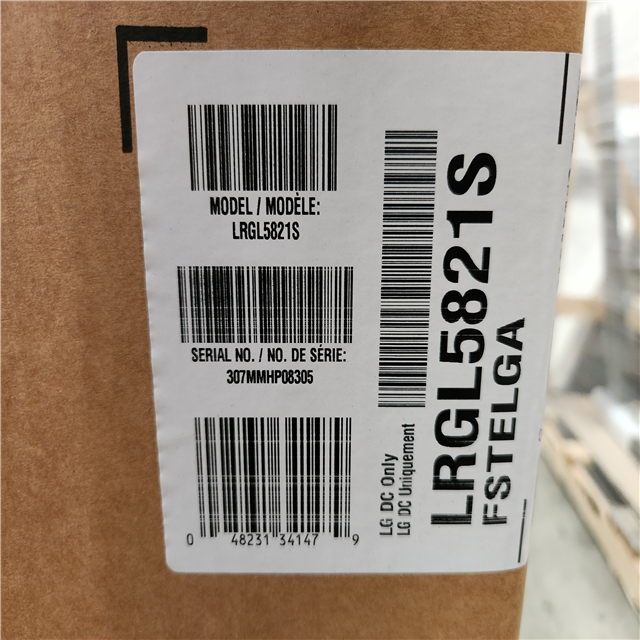 MODEL / MODÈLE:
LRGL5821S
SERIAL NO. / NO. DE SÉRIE:
307MMHP08305
0 48231 34147 9
LG DC Only
LG DC Uniquement
LRGL5821S
FSTELGA